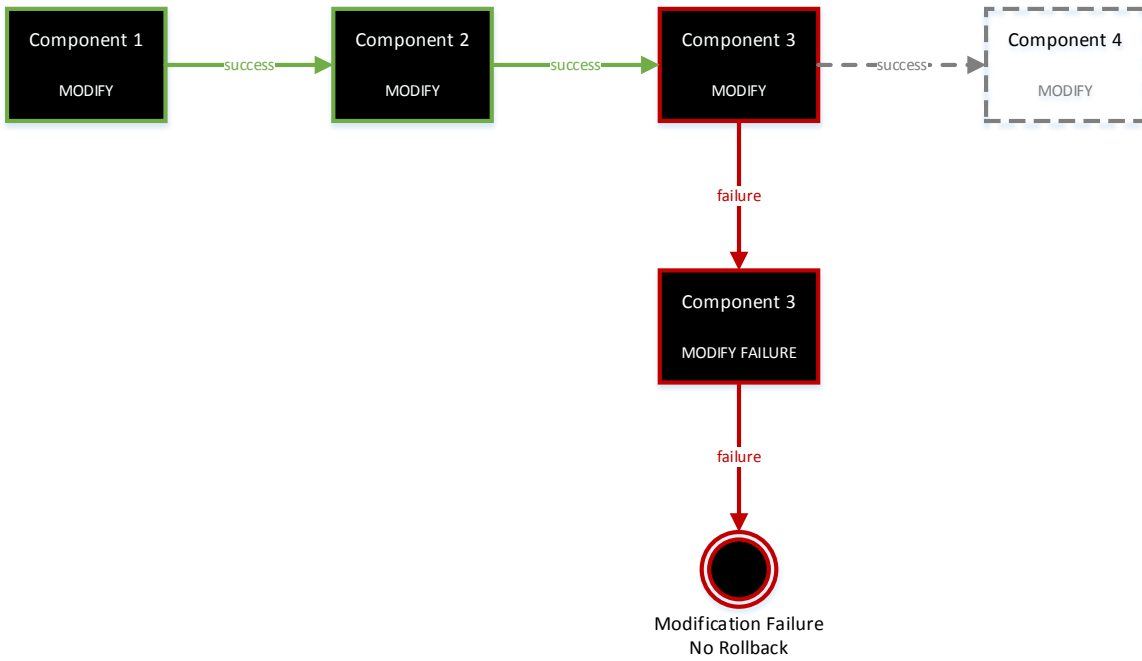 Component 1
MODIFY
success
Component 2
MODIFY
success
Component 3
MODIFY
success
Component 4
MODIFY
failure
Component 3
MODIFY FAILURE
failure
Modification Failure
No Rollback